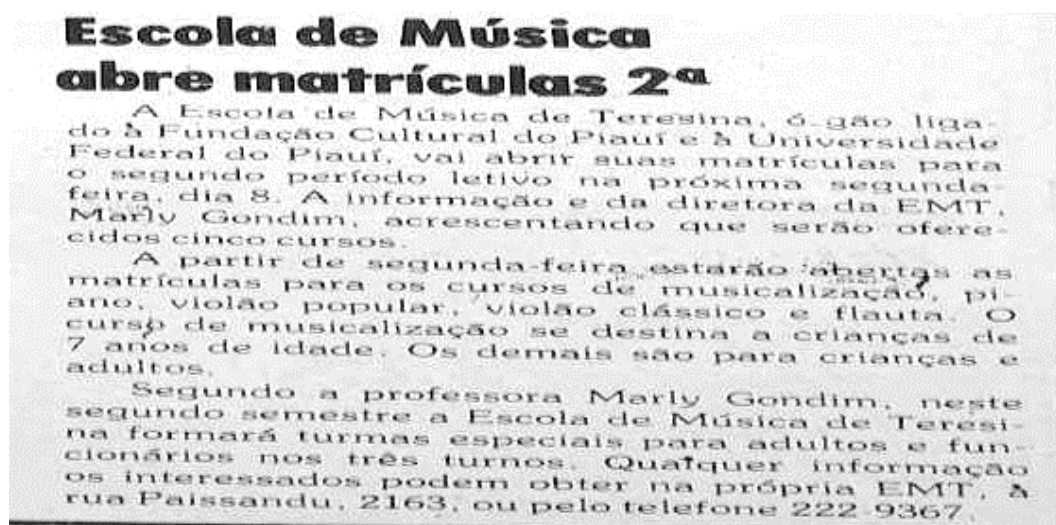 Escola de Música
abre matrículas 2ª
A Escola de Música de Teresina, ó gão liga-
do à Fundação Cultural do Piauí e à Universidade
Federal do Piauí, vai abrir suas matrículas para
o segundo período letivo na próxima segunda-
feira, dia 8. A informação e da diretora da EMT,
Marly Gondim, acrescentando que serão ofere-
cidos cinco cursos.
A partir de segunda-feira estarão abertas as
matrículas para os cursos de musicalização, pi-
ano, violão popular, violão clássico e flauta. O
curso de musicalização se destina a crianças de
7 anos de idade. Os demais são para crianças e
adultos.
Segundo a professora Marly Gondim, neste
segundo semestre a Escola de Música de Teresi-
na formará turmas especiais para adultos e fun-
cionários nos três turnos. Qualquer informação
os interessados podem obter na própria EMT, à
rua Paissandu, 2163, ou pelo telefone 222-9367.